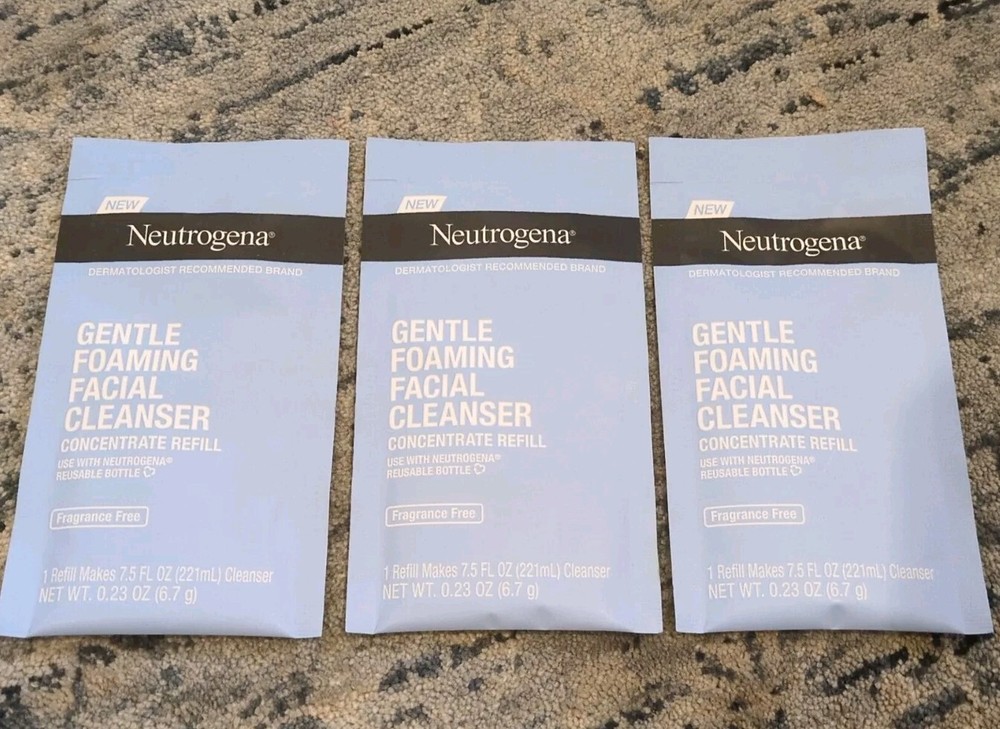 NEW
Neutrogena®
DERMATOLOGIST RECOMMENDED BRAND
GENTLE
FOAMING
FACIAL
CLEANSER
CONCENTRATE REFILL
USE WITH NEUTROGENA®
REUSABLE BOTTLE
Fragrance Free
1 Refill Makes 7.5 FL OZ (221mL) Cleanser
NET WT. 0.23 OZ (6.7 g)
NEW
Neutrogena®
DERMATOLOGIST RECOMMENDED BRAND
GENTLE
FOAMING
FACIAL
CLEANSER
CONCENTRATE REFILL
USE WITH NEUTROGENA®
REUSABLE BOTTLE
Fragrance Free
1 Refill Makes 7.5 FL OZ (221mL) Cleanser
NET WT. 0.23 OZ (6.7 g)
NEW
Neutrogena®
DERMATOLOGIST RECOMMENDED BRAND
GENTLE
FOAMING
FACIAL
CLEANSER
CONCENTRATE REFILL
USE WITH NEUTROGENA®
REUSABLE BOTTLE
Fragrance Free
1 Refill Makes 7.5 FL OZ (221mL) Cleanser
NET WT. 0.23 OZ (6.7 g)